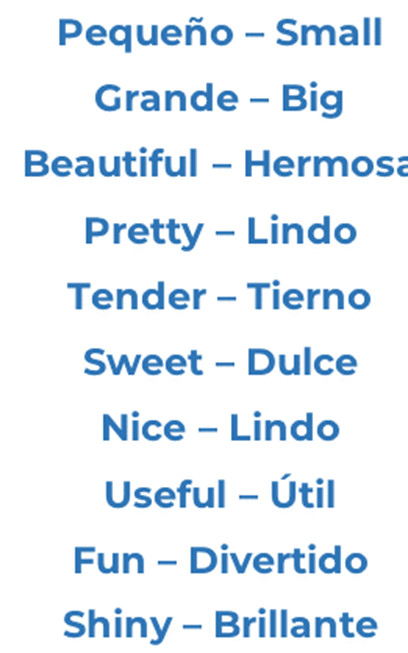 Pequeño – Small
Grande – Big
Beautiful – Hermosa
Pretty – Lindo
Tender – Tierno
Sweet – Dulce
Nice – Lindo
Useful – Útil
Fun – Divertido
Shiny – Brillante